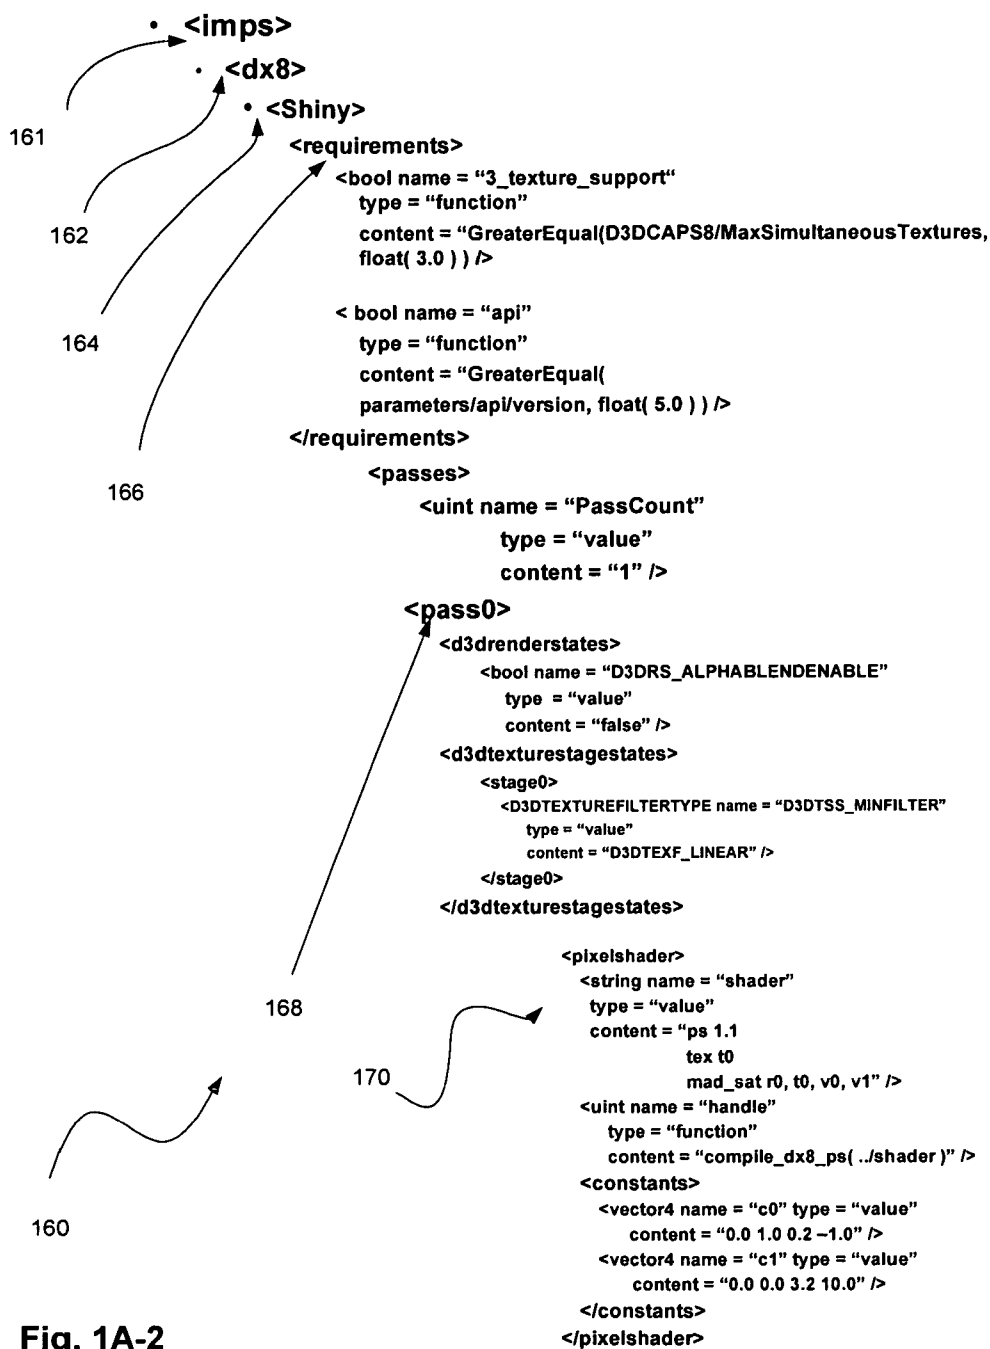 • <imps>
• <dx8>
• <Shiny>
161
<requirements>
<bool name = “3_texture_support“
type = “function”
162
content = “GreaterEqual(D3DCAPS8/MaxSimultaneousTextures,
float( 3.0 ) ) />
< bool name = “api”
164
type = “function”
content = “GreaterEqual(
parameters/api/version, float( 5.0 ) ) />
</requirements>
<passes>
166
<uint name = “PassCount”
type = “value”
content = “1” />
<pass0>
<d3drenderstates>
<bool name = “D3DRS_ALPHABLENDENABLE”
type = “value”
content = “false” />
<d3dtexturestagestates>
<stage0>
<D3DTEXTUREFILTERTYPE name = “D3DTSS_MINFILTER”
type = “value”
content = “D3DTEXF_LINEAR” />
</stage0>
</d3dtexturestagestates>
<pixelshader>
<string name = “shader”
168
type = “value”
content = “ps 1.1
tex t0
170
mad_sat r0, t0, v0, v1” />
<uint name = “handle”
type = “function”
content = “compile_dx8_ps( ../shader )” />
<constants>
<vector4 name = “c0” type = “value”
160
content = “0.0 1.0 0.2 –1.0” />
<vector4 name = “c1” type = “value”
content = “0.0 0.0 3.2 10.0” />
</constants>
</pixelshader>
Fig. 1A-2